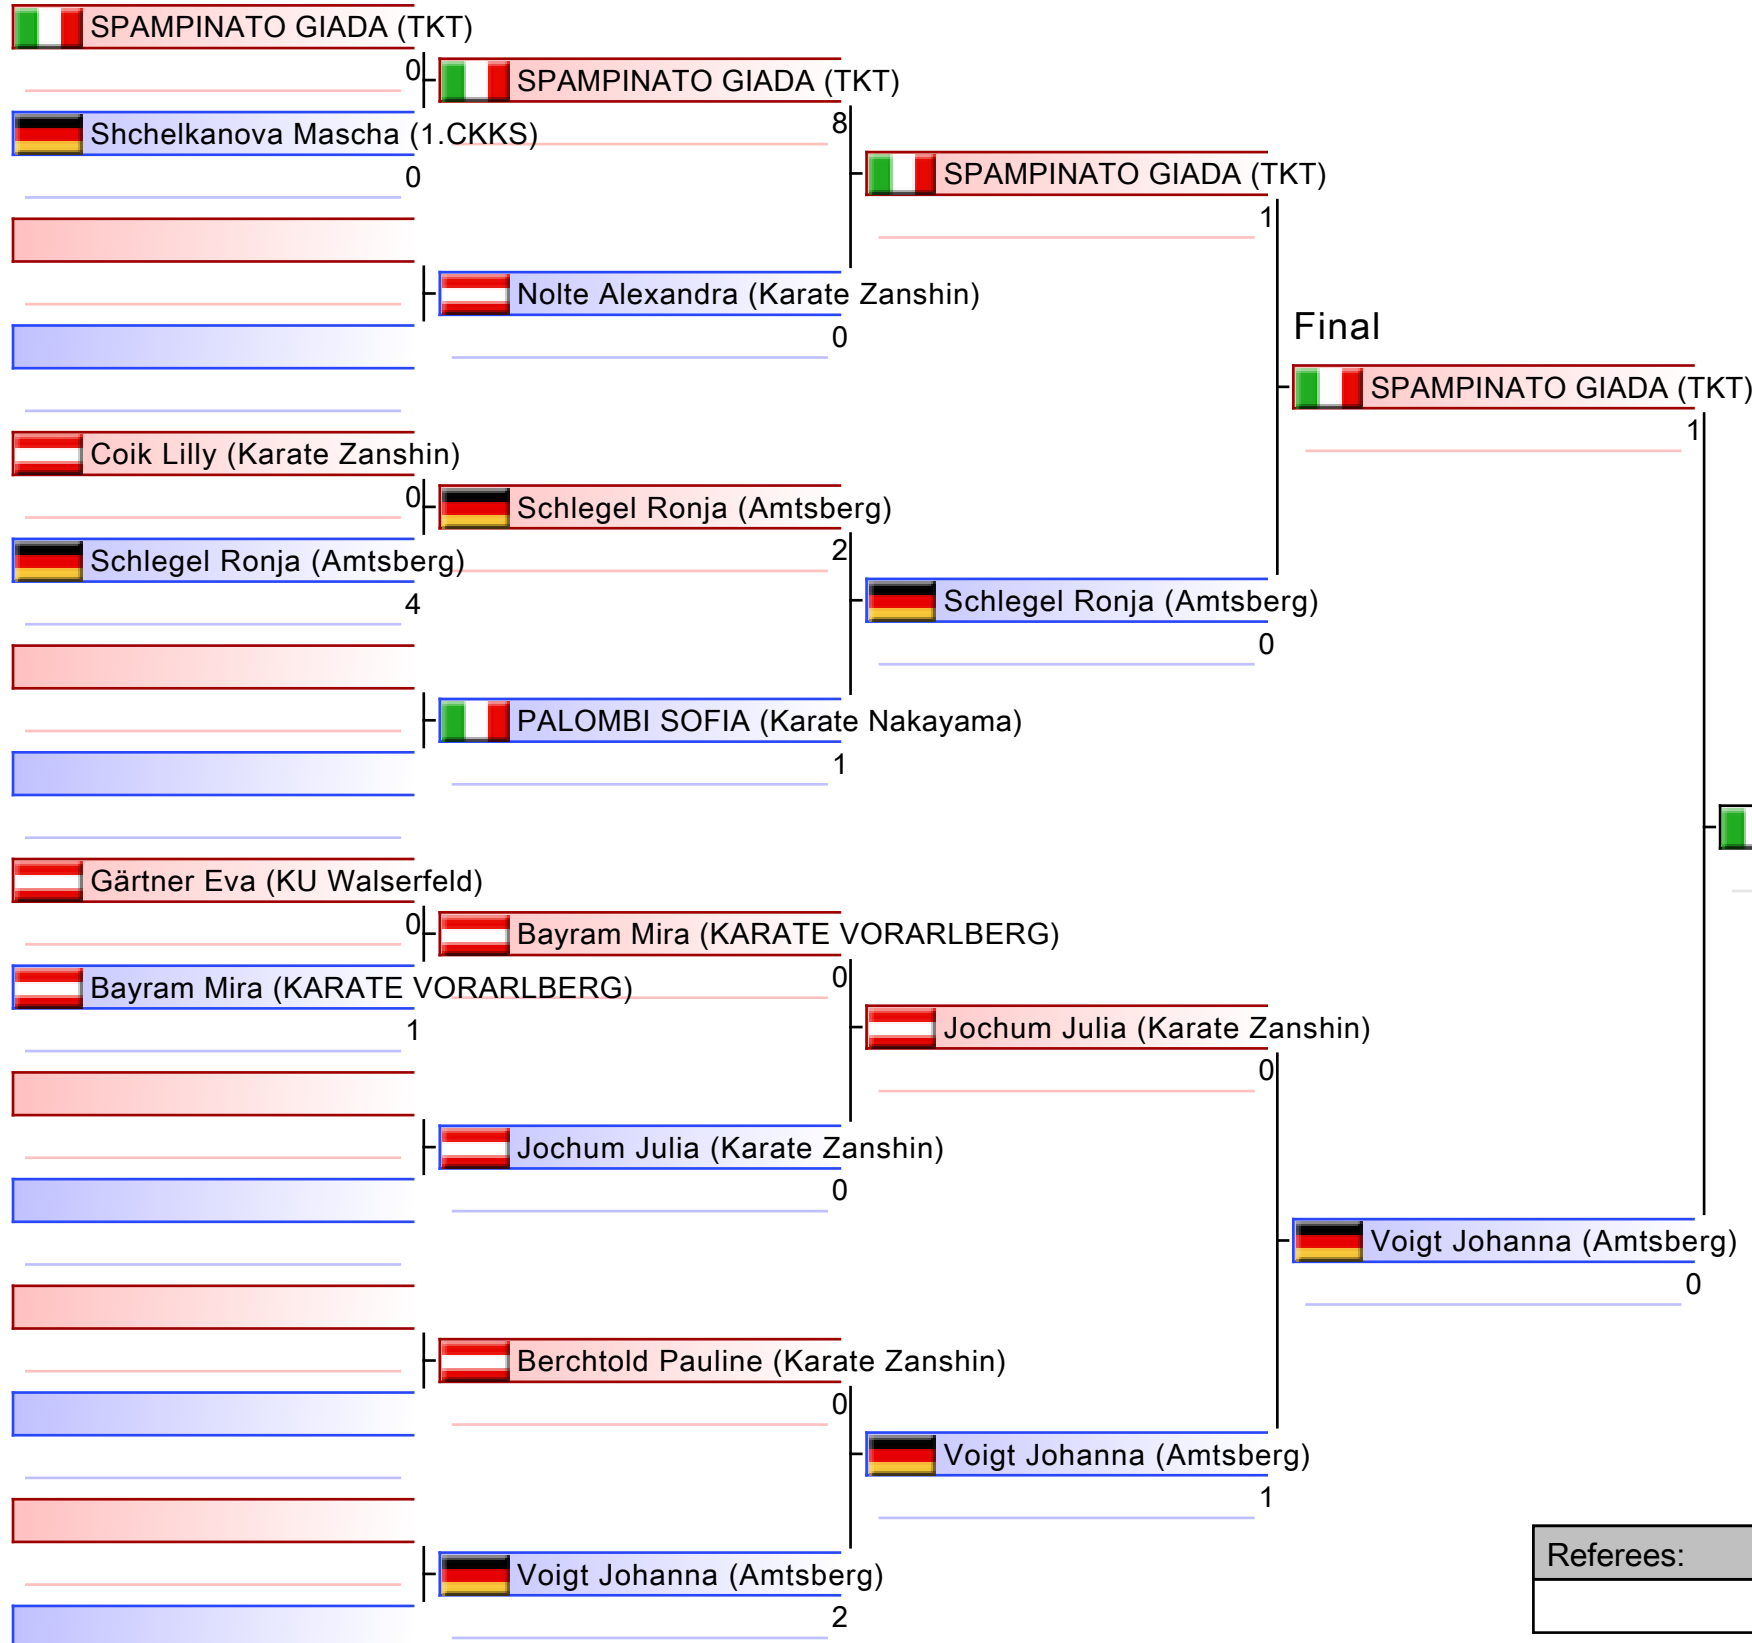 SPAMPINATO GIADA (TKT)
0
Shchelkanova Mascha (1.CKKS)
0
Coik Lilly (Karate Zanshin)
0
Schlegel Ronja (Amtsberg)
4
Gärtner Eva (KU Walserfeld)
0
Bayram Mira (KARATE VORARLBERG)
1
SPAMPINATO GIADA (TKT)
8
Nolte Alexandra (Karate Zanshin)
0
Schlegel Ronja (Amtsberg)
2
PALOMBI SOFIA (Karate Nakayama)
1
Bayram Mira (KARATE VORARLBERG)
0
Jochum Julia (Karate Zanshin)
0
Berchtold Pauline (Karate Zanshin)
0
Voigt Johanna (Amtsberg)
2
SPAMPINATO GIADA (TKT)
1
Schlegel Ronja (Amtsberg)
0
Jochum Julia (Karate Zanshin)
0
Voigt Johanna (Amtsberg)
1
Final
SPAMPINATO GIADA (TKT)
1
Voigt Johanna (Amtsberg)
0
Referees: